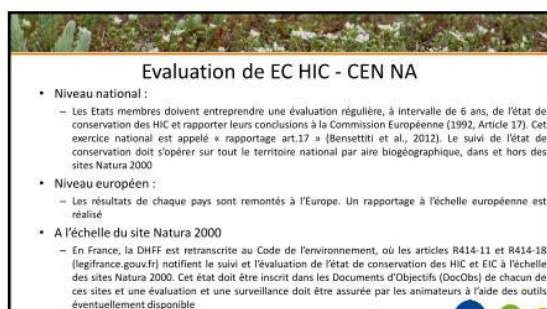 Evaluation de EC HIC - CEN NA
• Niveau national :
– Les Etats membres doivent entreprendre une évaluation régulière, à intervalle de 6 ans, de l'état de
conservation des HIC et rapporter leurs conclusions à la Commission Européenne (1992, Article 17). Cet
exercice national est appelé « rapportage art.17 » (Bensettiti et al., 2012). Le suivi de l'état de
conservation doit s'opérer sur tout le territoire national par aire biogéographique, dans et hors des
sites Natura 2000
• Niveau européen :
– Les résultats de chaque pays sont remontés à l'Europe. Un rapportage à l'échelle européenne est
réalisé
• A l'échelle du site Natura 2000
– En France, la DHFF est retranscrite au Code de l'environnement, où les articles R414-11 et R414-18
(legifrance.gouv.fr) notifient le suivi et l'évaluation de l'état de conservation des HIC et EIC à l'échelle
des sites Natura 2000. Cet état doit être inscrit dans les Documents d'Objectifs (DocObs) de chacun de
ces sites et une évaluation et une surveillance doit être assurée par les animateurs à l'aide des outils
éventuellement disponible